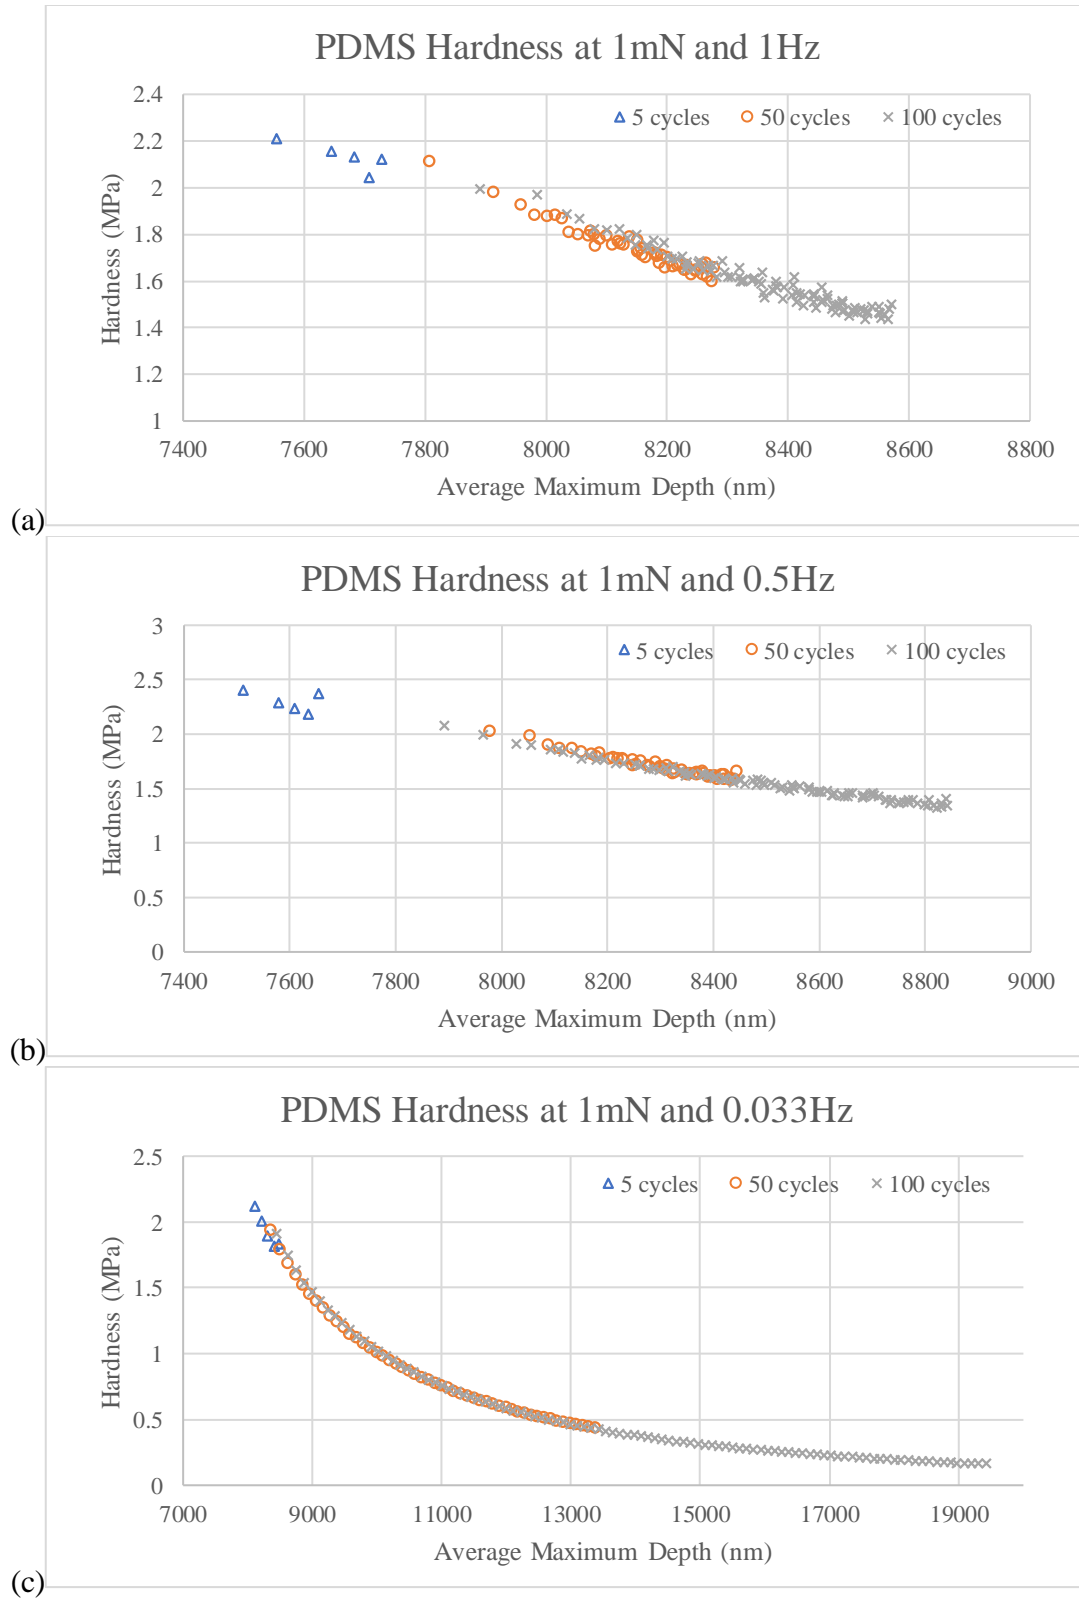 PDMS Hardness at 1mN and 1Hz
2.4
5 cycles 50 cycles 100 cycles
2.2
2
1.8
1.6
1.4
1.2
1
Hardness (MPa)
7400 7600 7800 8000 8200 8400 8600 8800
Average Maximum Depth (nm)
(a)
PDMS Hardness at 1mN and 0.5Hz
3
5 cycles 50 cycles 100 cycles
2.5
2
1.5
1
0.5
0
Hardness (MPa)
7400 7600 7800 8000 8200 8400 8600 8800 9000
Average Maximum Depth (nm)
(b)
PDMS Hardness at 1mN and 0.033Hz
2.5
5 cycles 50 cycles 100 cycles
2
1.5
1
0.5
0
Hardness (MPa)
7000 9000 11000 13000 15000 17000 19000
Average Maximum Depth (nm)
(c)